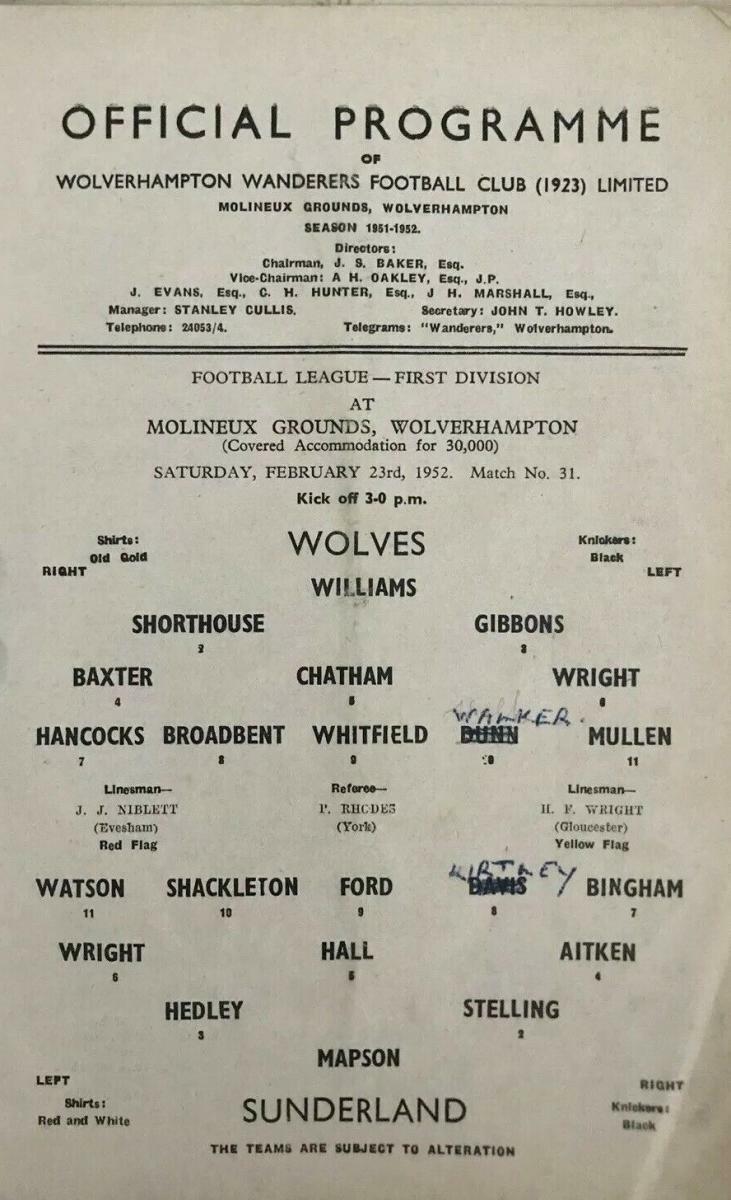 OFFICIAL PROGRAMME
OF
WOLVERHAMPTON WANDERERS FOOTBALL CLUB (1923) LIMITED
MOLINEUX GROUNDS, WOLVERHAMPTON
SEASON 1951-1952.
Directors:
Chairman, J. S. BAKER, Esq.
Vice-Chairman: A H. OAKLEY, Esq., J.P.
J. EVANS, Esq., C. H. HUNTER, Esq., J H. MARSHALL, Esq.,
Manager: STANLEY CULLIS. Secretary: JOHN T. HOWLEY.
Telephone: 24053/4. Telegrams: "Wanderers," Wolverhampton.
FOOTBALL LEAGUE — FIRST DIVISION
AT
MOLINEUX GROUNDS, WOLVERHAMPTON
(Covered Accommodation for 30,000)
SATURDAY, FEBRUARY 23rd, 1952. Match No. 31.
Kick off 3-0 p.m.
Shirts: WOLVES Knickers:
Old Gold Black
RIGHT LEFT
WILLIAMS
SHORTHOUSE GIBBONS
2 3
BAXTER CHATHAM WRIGHT
4 5 6
WALKER.
HANCOCKS BROADBENT WHITFIELD DUNN MULLEN
7 8 9 10 11
Linesman— Referee— Linesman—
J. J. NIBLETT P. RHODES H. F. WRIGHT
(Evesham) (York) (Gloucester)
Red Flag Yellow Flag
KIRTLEY
WATSON SHACKLETON FORD DAVIS BINGHAM
11 10 9 8 7
WRIGHT HALL AITKEN
6 5 4
HEDLEY STELLING
3 2
MAPSON
LEFT RIGHT
Shirts: SUNDERLAND Knickers:
Red and White Black
THE TEAMS ARE SUBJECT TO ALTERATION